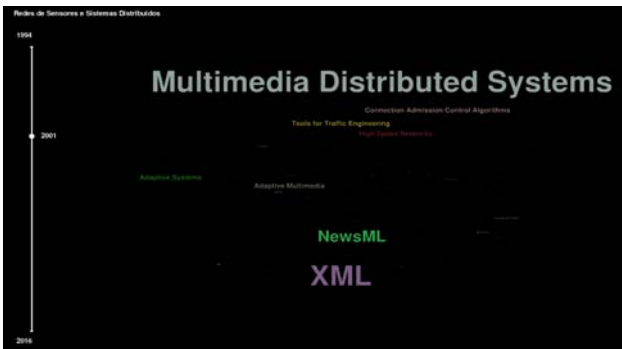 Redes de Sensores e Sistemas Distribuídos
1994
Multimedia Distributed Systems
Connection Admission Control Algorithms
Tools for Traffic Engineering
High Speed Networks
2001
Adaptive Systems
Adaptive Multimedia
NewsML
XML
2016